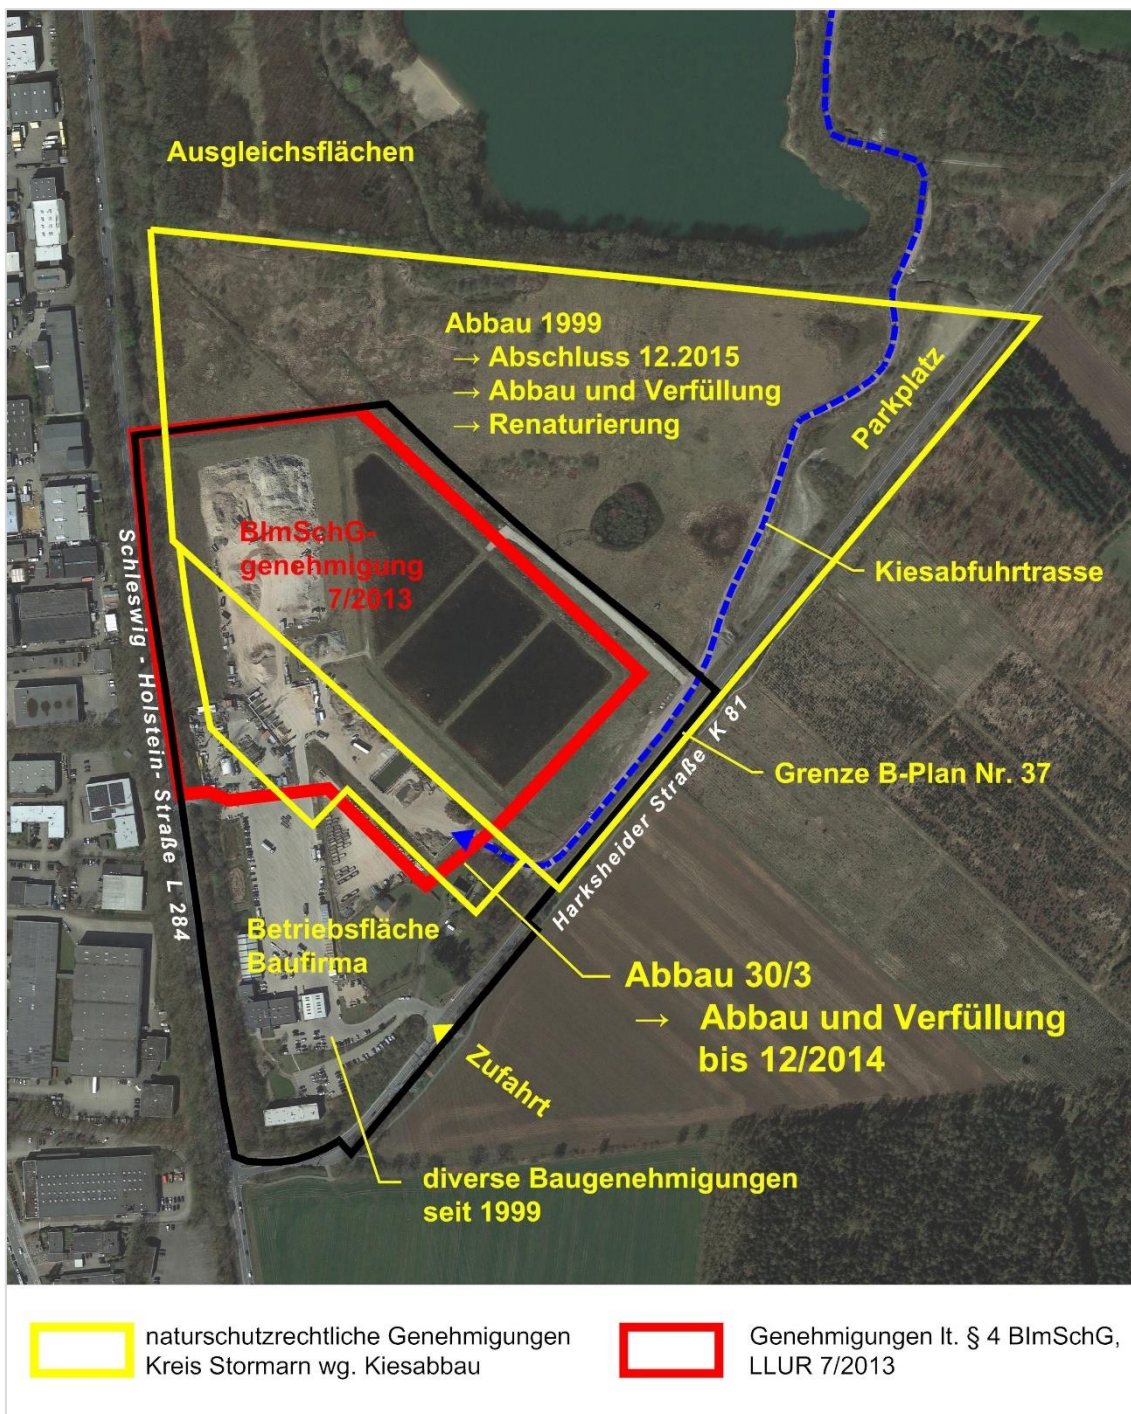 Ausgleichsflächen
Abbau 1999
→ Abschluss 12.2015
→ Abbau und Verfüllung
→ Renaturierung
Parkplatz
BImSchG-
genehmigung
7/2013
Kiesabfuhrtrasse
Schleswig - Holstein- Straße L 284
Harksheider Straße K 81
Grenze B-Plan Nr. 37
Betriebsfläche
Baufirma
Abbau 30/3
→ Abbau und Verfüllung
bis 12/2014
Zufahrt
diverse Baugenehmigungen
seit 1999
naturschutzrechtliche Genehmigungen
Kreis Stormarn wg. Kiesabbau
Genehmigungen lt. § 4 BImSchG,
LLUR 7/2013